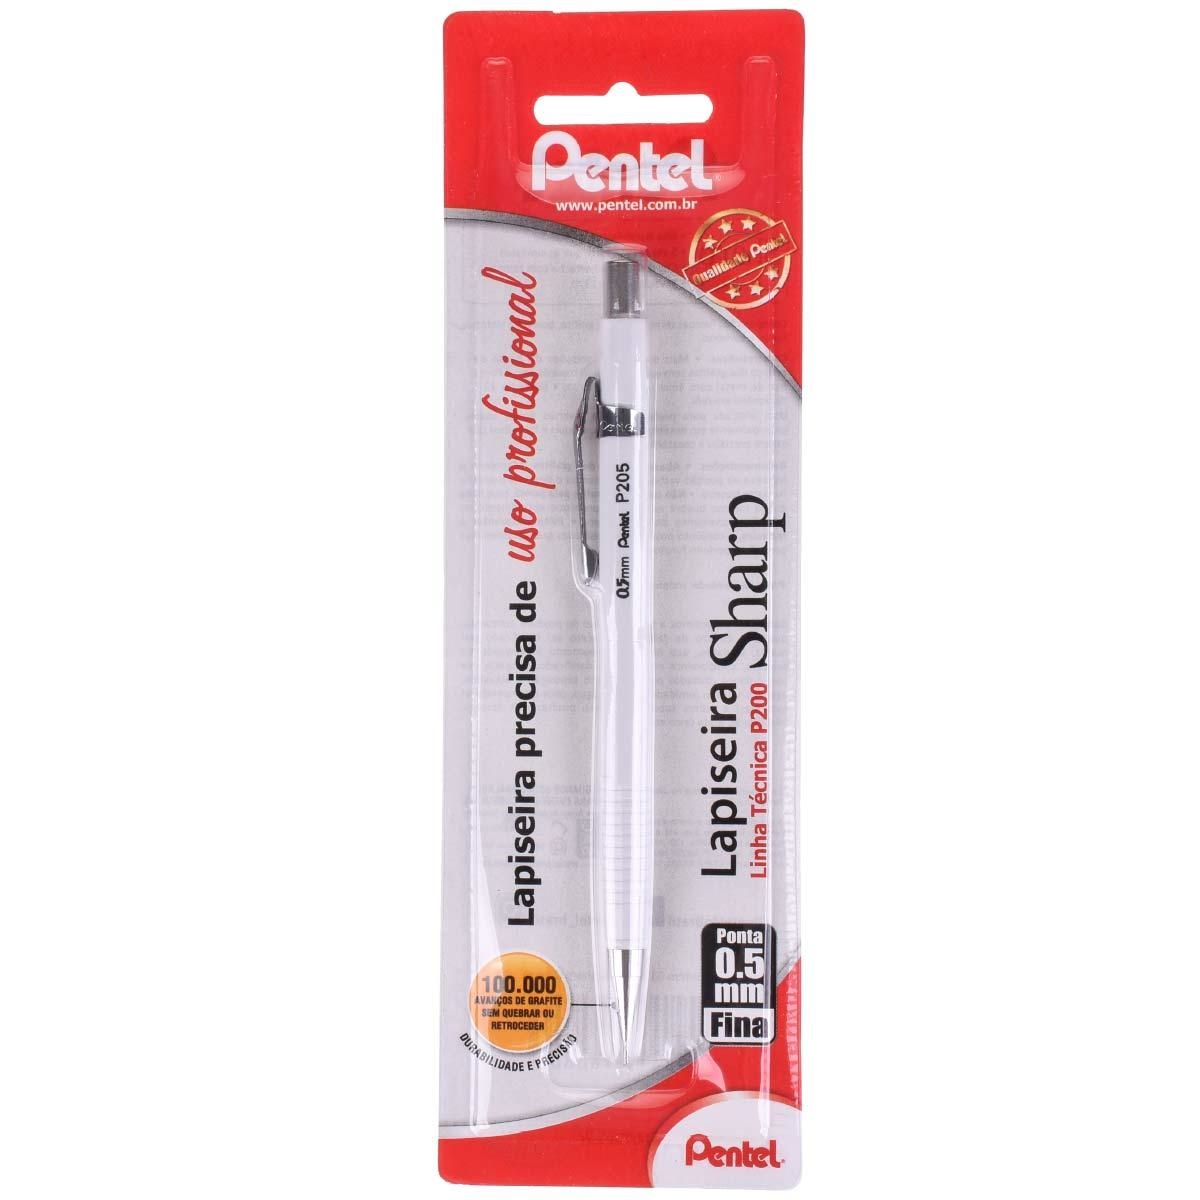 Pentel
www.pentel.com.br
Qualidade Pentel
Lapiseira precisa de uso profissional
Pentel
0.5mm Pentel P205
Lapiseira Sharp
Linha Técnica P200
100.000
AVANÇOS DE GRAFITE
SEM QUEBRAR OU
RETROCEDER
DURABILIDADE E PRECISÃO
Ponta
0.5
mm
Fina
Pentel